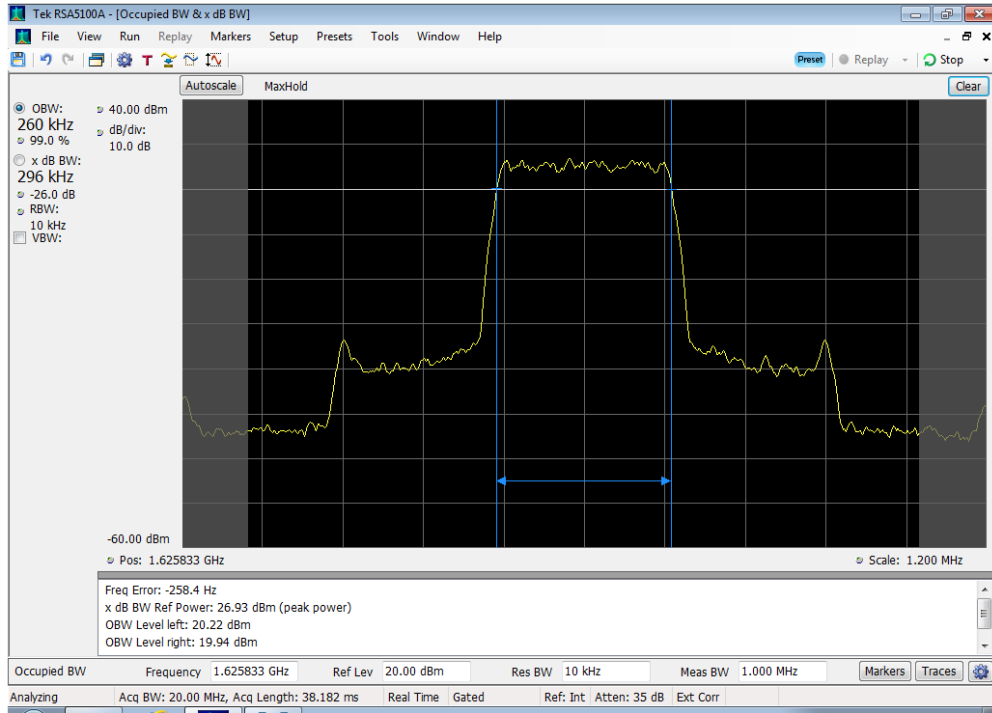 Tek RSA5100A - [Occupied BW & x dB BW]
File View Run Replay Markers Setup Presets Tools Window Help
T Preset Replay Stop
Autoscale MaxHold Clear
OBW:
260 kHz
99.0 %
x dB BW:
296 kHz
-26.0 dB
RBW:
10 kHz
VBW:
40.00 dBm
dB/div:
10.0 dB
-60.00 dBm
Pos: 1.625833 GHz Scale: 1.200 MHz
Freq Error: -258.4 Hz
x dB BW Ref Power: 26.93 dBm (peak power)
OBW Level left: 20.22 dBm
OBW Level right: 19.94 dBm
Occupied BW Frequency 1.625833 GHz Ref Lev 20.00 dBm Res BW 10 kHz Meas BW 1.000 MHz Markers Traces
Analyzing Acq BW: 20.00 MHz, Acq Length: 38.182 ms Real Time Gated Ref: Int Atten: 35 dB Ext Corr